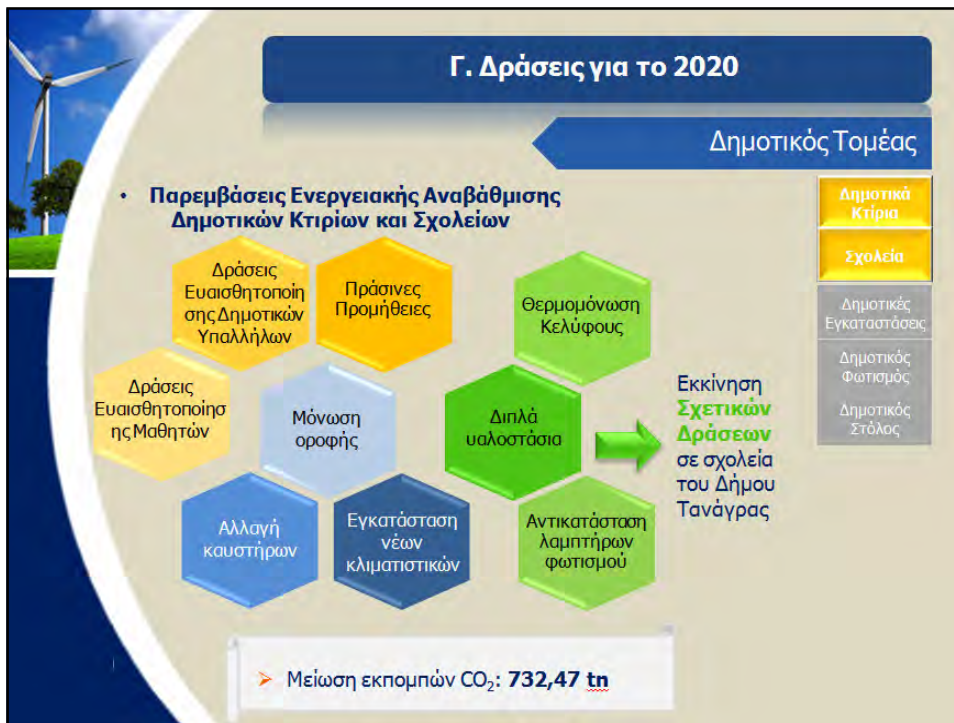 Γ. Δράσεις για το 2020
Δημοτικός Τομέας
• Παρεμβάσεις Ενεργειακής Αναβάθμισης
Δημοτικών Κτιρίων και Σχολείων
Δημοτικά
Κτίρια
Σχολεία
Δημοτικές
Εγκαταστάσεις
Δημοτικός
Φωτισμός
Δημοτικός
Στόλος
Δράσεις
Ευαισθητοποίη
σης Δημοτικών
Υπαλλήλων
Πράσινες
Προμήθειες
Θερμομόνωση
Κελύφους
Δράσεις
Ευαισθητοποίησ
ης Μαθητών
Μόνωση
οροφής
Διπλά
υαλοστάσια
Εκκίνηση
Σχετικών
Δράσεων
σε σχολεία
του Δήμου
Τανάγρας
Αλλαγή
καυστήρων
Εγκατάσταση
νέων
κλιματιστικών
Αντικατάσταση
λαμπτήρων
φωτισμού
➢ Μείωση εκπομπών CO₂: 732,47 tn